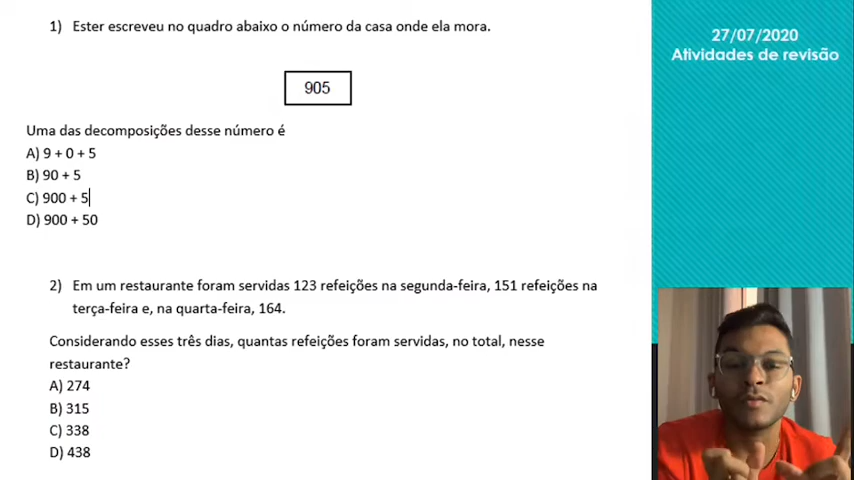 1) Ester escreveu no quadro abaixo o número da casa onde ela mora.
905
Uma das decomposições desse número é
A) 9 + 0 + 5
B) 90 + 5
C) 900 + 5
D) 900 + 50
2) Em um restaurante foram servidas 123 refeições na segunda-feira, 151 refeições na
terça-feira e, na quarta-feira, 164.
Considerando esses três dias, quantas refeições foram servidas, no total, nesse
restaurante?
A) 274
B) 315
C) 338
D) 438
27/07/2020
Atividades de revisão